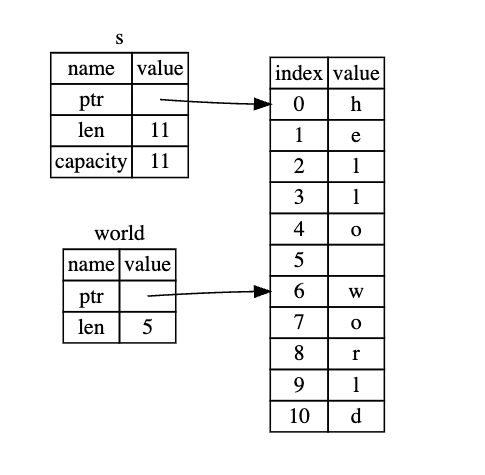 s
name value
ptr
len 11
capacity 11
world
name value
ptr
len 5
index value
0 h
1 e
2 l
3 l
4 o
5
6 w
7 o
8 r
9 l
10 d